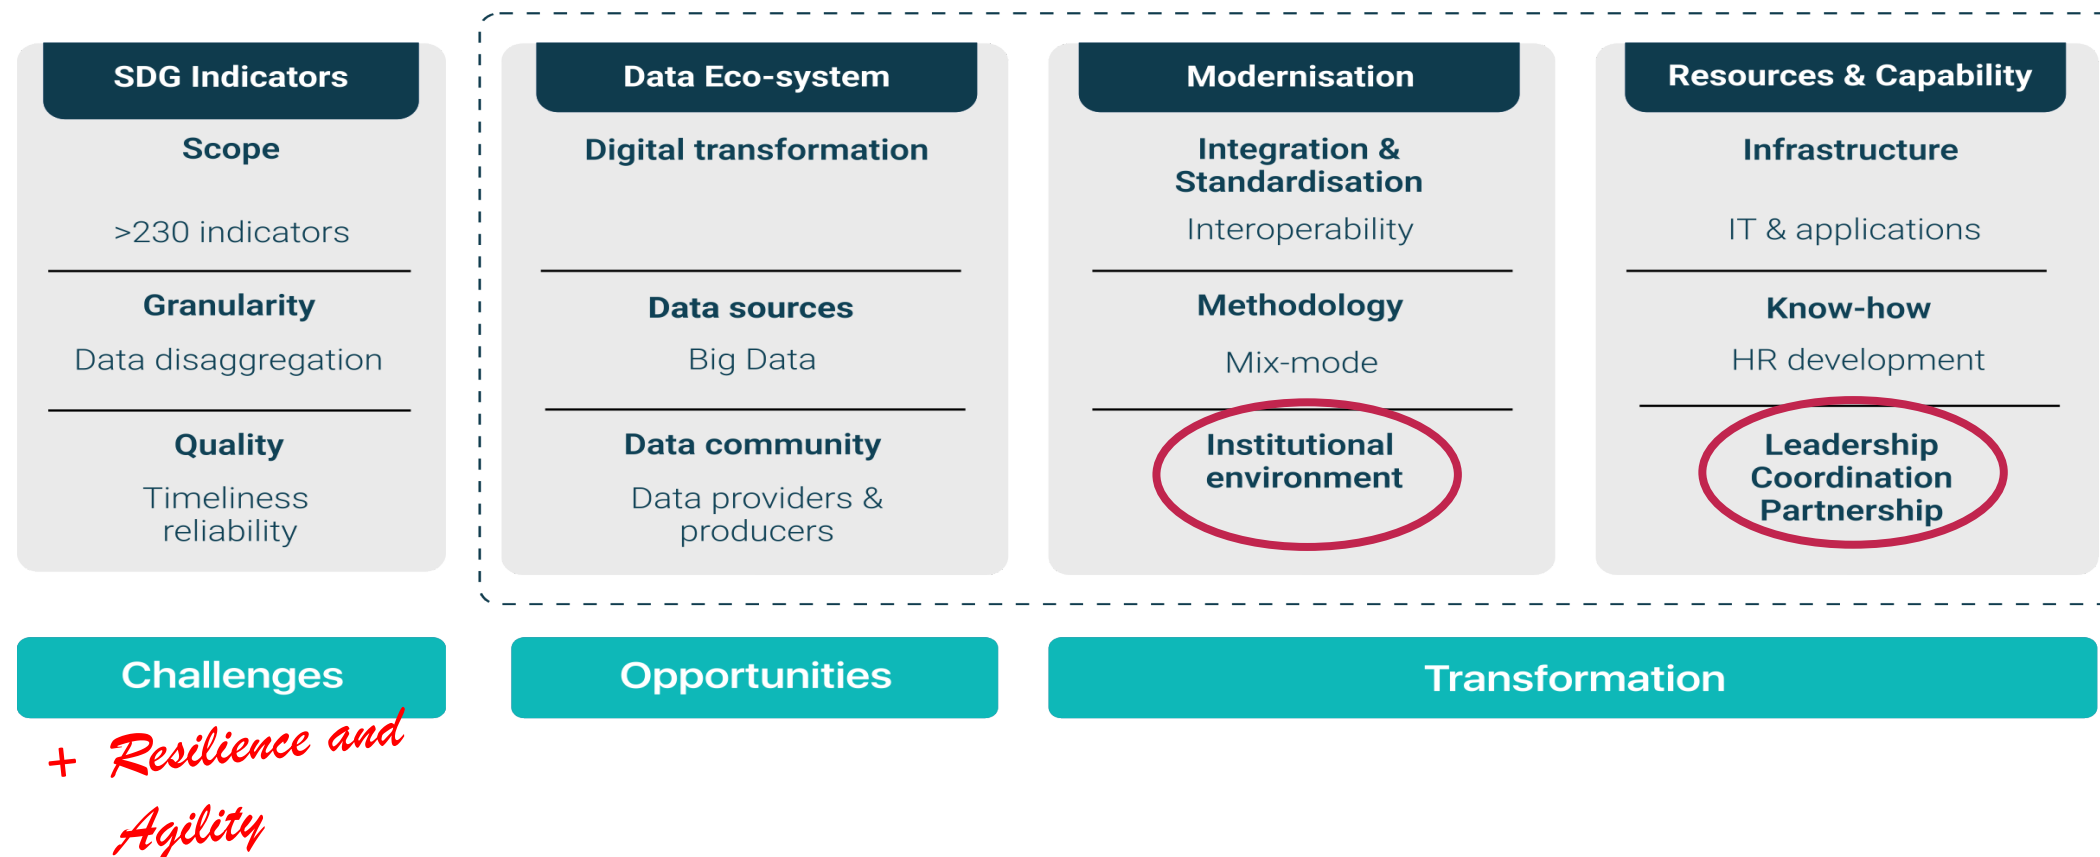 SDG Indicators
Scope
>230 indicators
Granularity
Data disaggregation
Quality
Timeliness
reliability
Data Eco-system
Digital transformation
Data sources
Big Data
Data community
Data providers &
producers
Modernisation
Integration &
Standardisation
Interoperability
Methodology
Mix-mode
Institutional
environment
Resources & Capability
Infrastructure
IT & applications
Know-how
HR development
Leadership
Coordination
Partnership
Challenges
Opportunities
Transformation
+ Resilience and
Agility